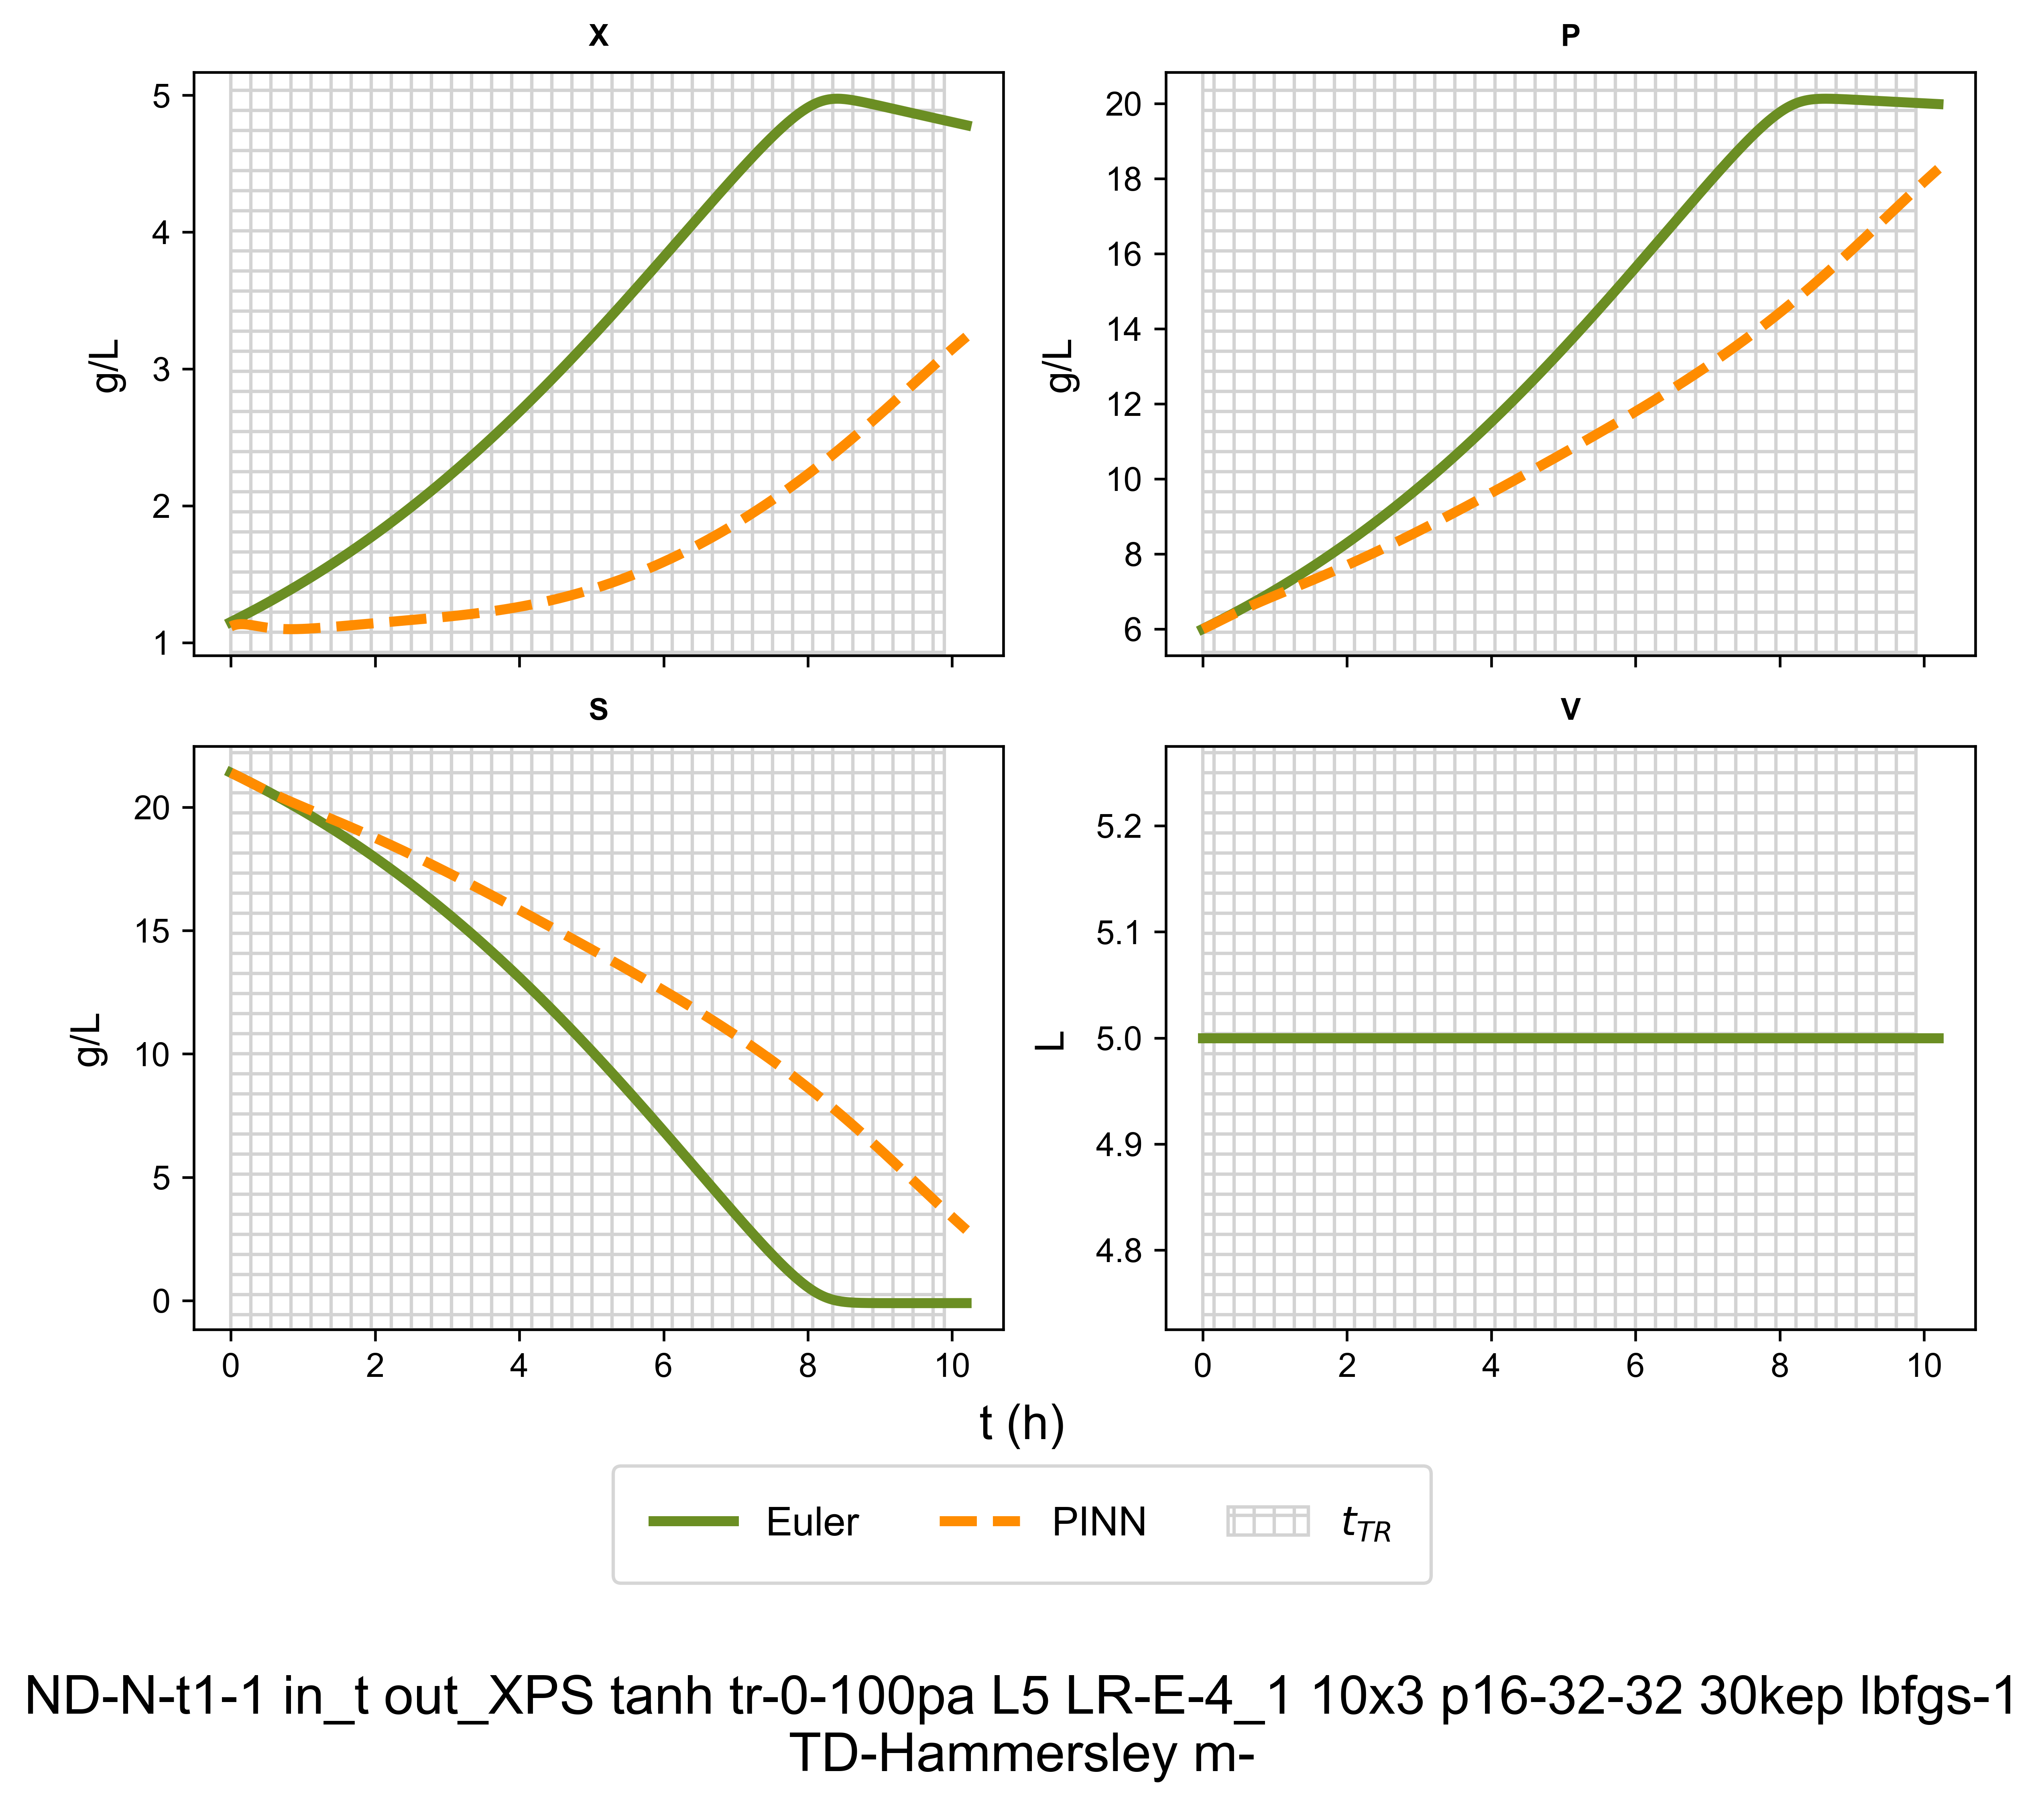 X
P
5
4
3
2
1
g/L
20
18
16
14
12
10
8
6
g/L
S
V
20
15
10
5
0
g/L
5.2
5.1
5.0
4.9
4.8
L
0 2 4 6 8 10
0 2 4 6 8 10
t (h)
Euler PINN t_TR
ND-N-t1-1 in_t out_XPS tanh tr-0-100pa L5 LR-E-4_1 10x3 p16-32-32 30kep lbfgs-1
TD-Hammersley m-